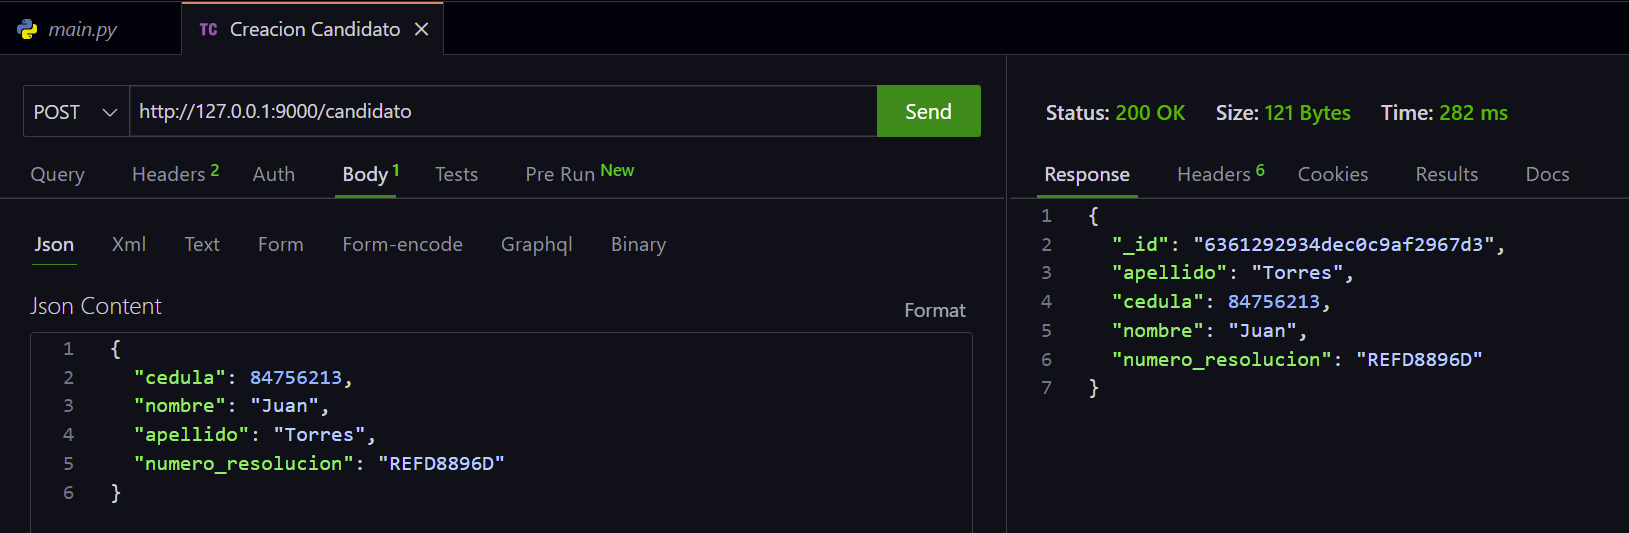 main.py
TC Creacion Candidato
POST http://127.0.0.1:9000/candidato Send
Query Headers 2 Auth Body 1 Tests Pre Run New
Json Xml Text Form Form-encode Graphql Binary
Json Content
Format
1 {
2 "cedula": 84756213,
3 "nombre": "Juan",
4 "apellido": "Torres",
5 "numero_resolucion": "REFD8896D"
6 }
Status: 200 OK Size: 121 Bytes Time: 282 ms
Response Headers 6 Cookies Results Docs
1 {
2 "_id": "6361292934dec0c9af2967d3",
3 "apellido": "Torres",
4 "cedula": 84756213,
5 "nombre": "Juan",
6 "numero_resolucion": "REFD8896D"
7 }